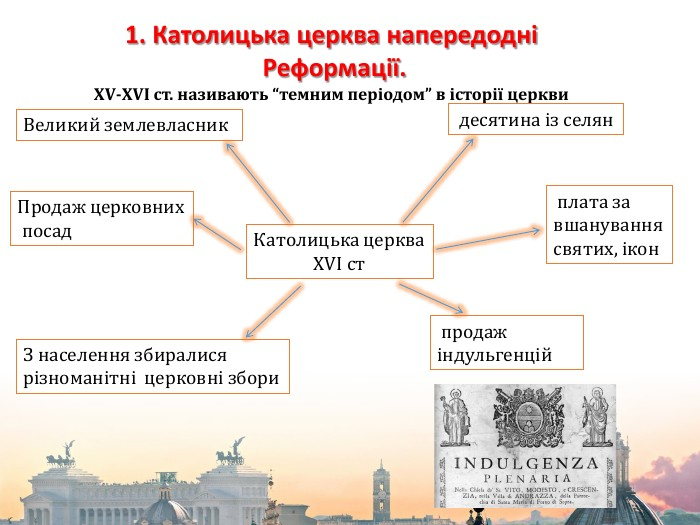 1. Католицька церква напередодні
Реформації.
XV-XVI ст. називають “темним періодом” в історії церкви
Великий землевласник
десятина із селян
Продаж церковних
посад
плата за
вшанування
святих, ікон
Католицька церква
XVI ст
З населення збиралися
різноманітні церковні збори
продаж
індульгенцій
INDULGENZA
PLENARIA